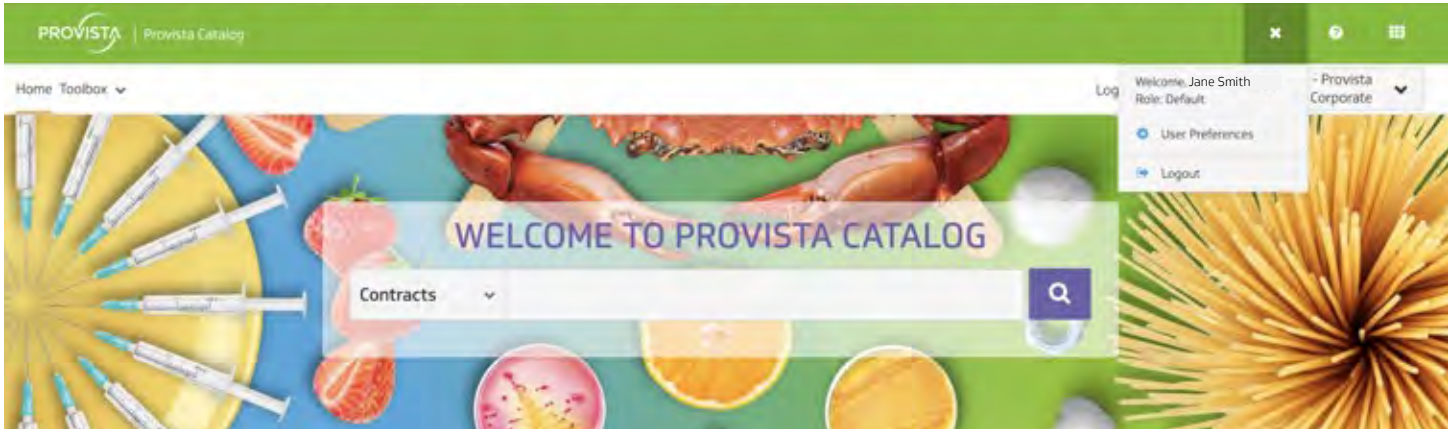 PROVISTA | Provista Catalog
Home Toolbox
Log
Welcome, Jane Smith
Role: Default
- Provista
Corporate
User Preferences
Logout
WELCOME TO PROVISTA CATALOG
Contracts